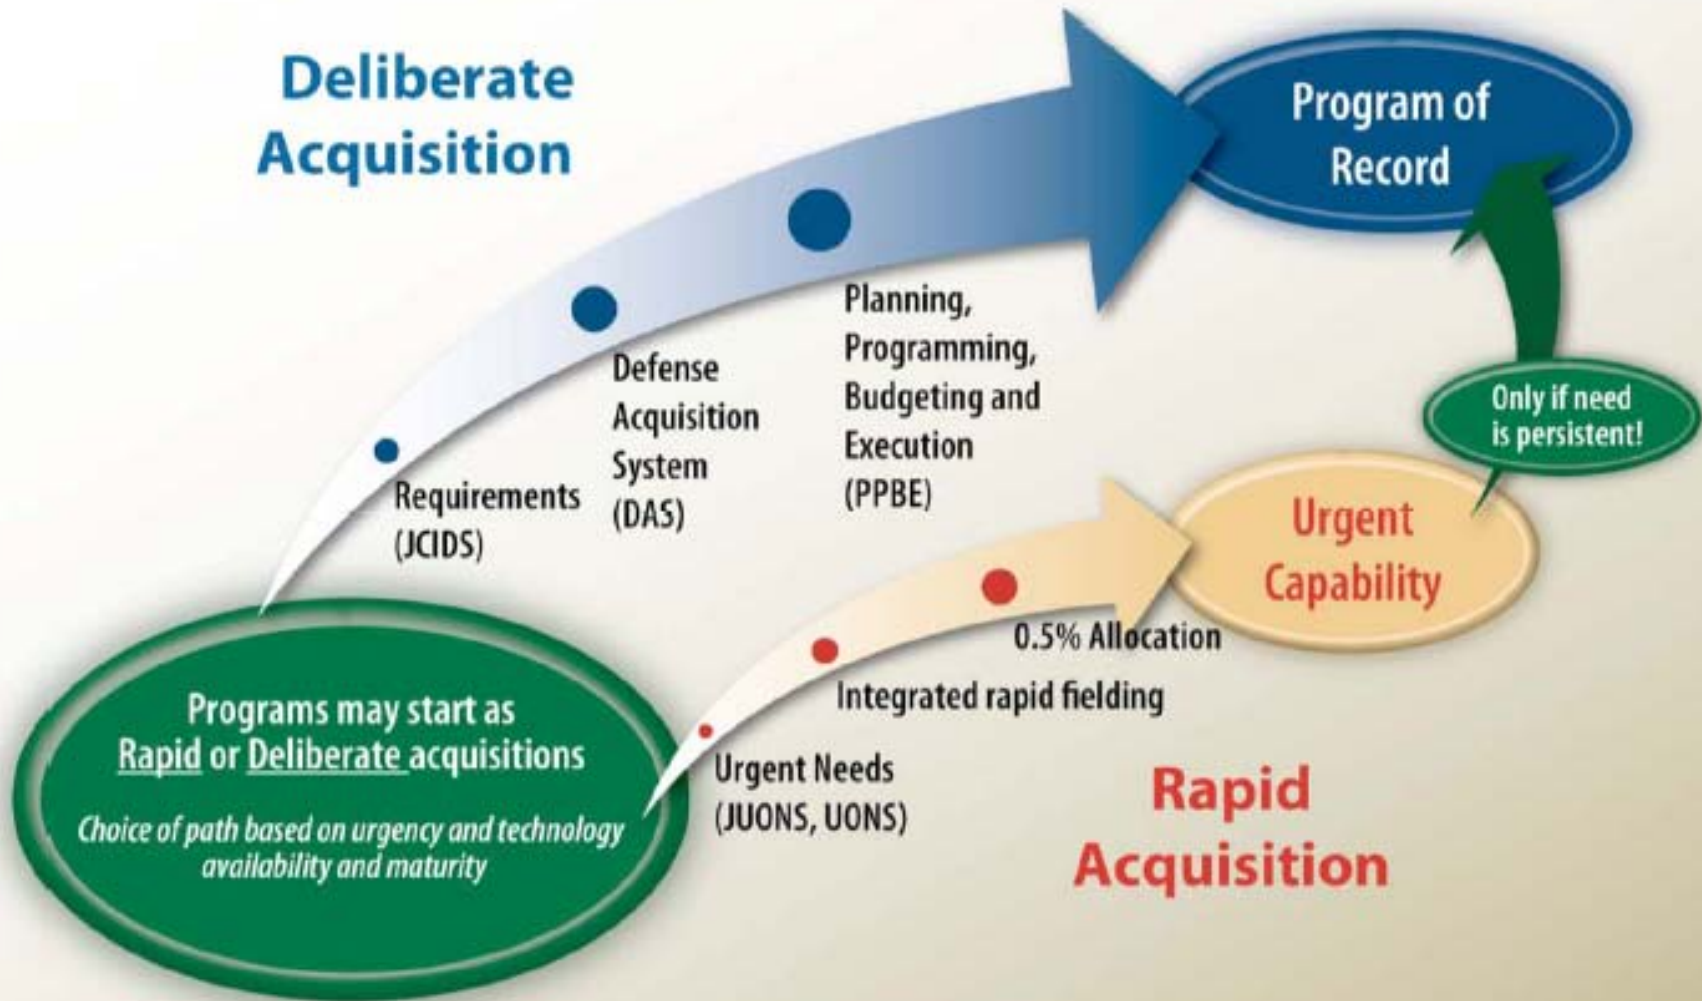 Deliberate
Acquisition
Program of
Record
Planning,
Programming,
Budgeting and
Execution
(PPBE)
Defense
Acquisition
System
(DAS)
Requirements
(JCIDS)
Only if need
is persistent!
Urgent
Capability
0.5% Allocation
Integrated rapid fielding
Urgent Needs
(JUONS, UONS)
Programs may start as
Rapid or Deliberate acquisitions
Choice of path based on urgency and technology
availability and maturity
Rapid
Acquisition